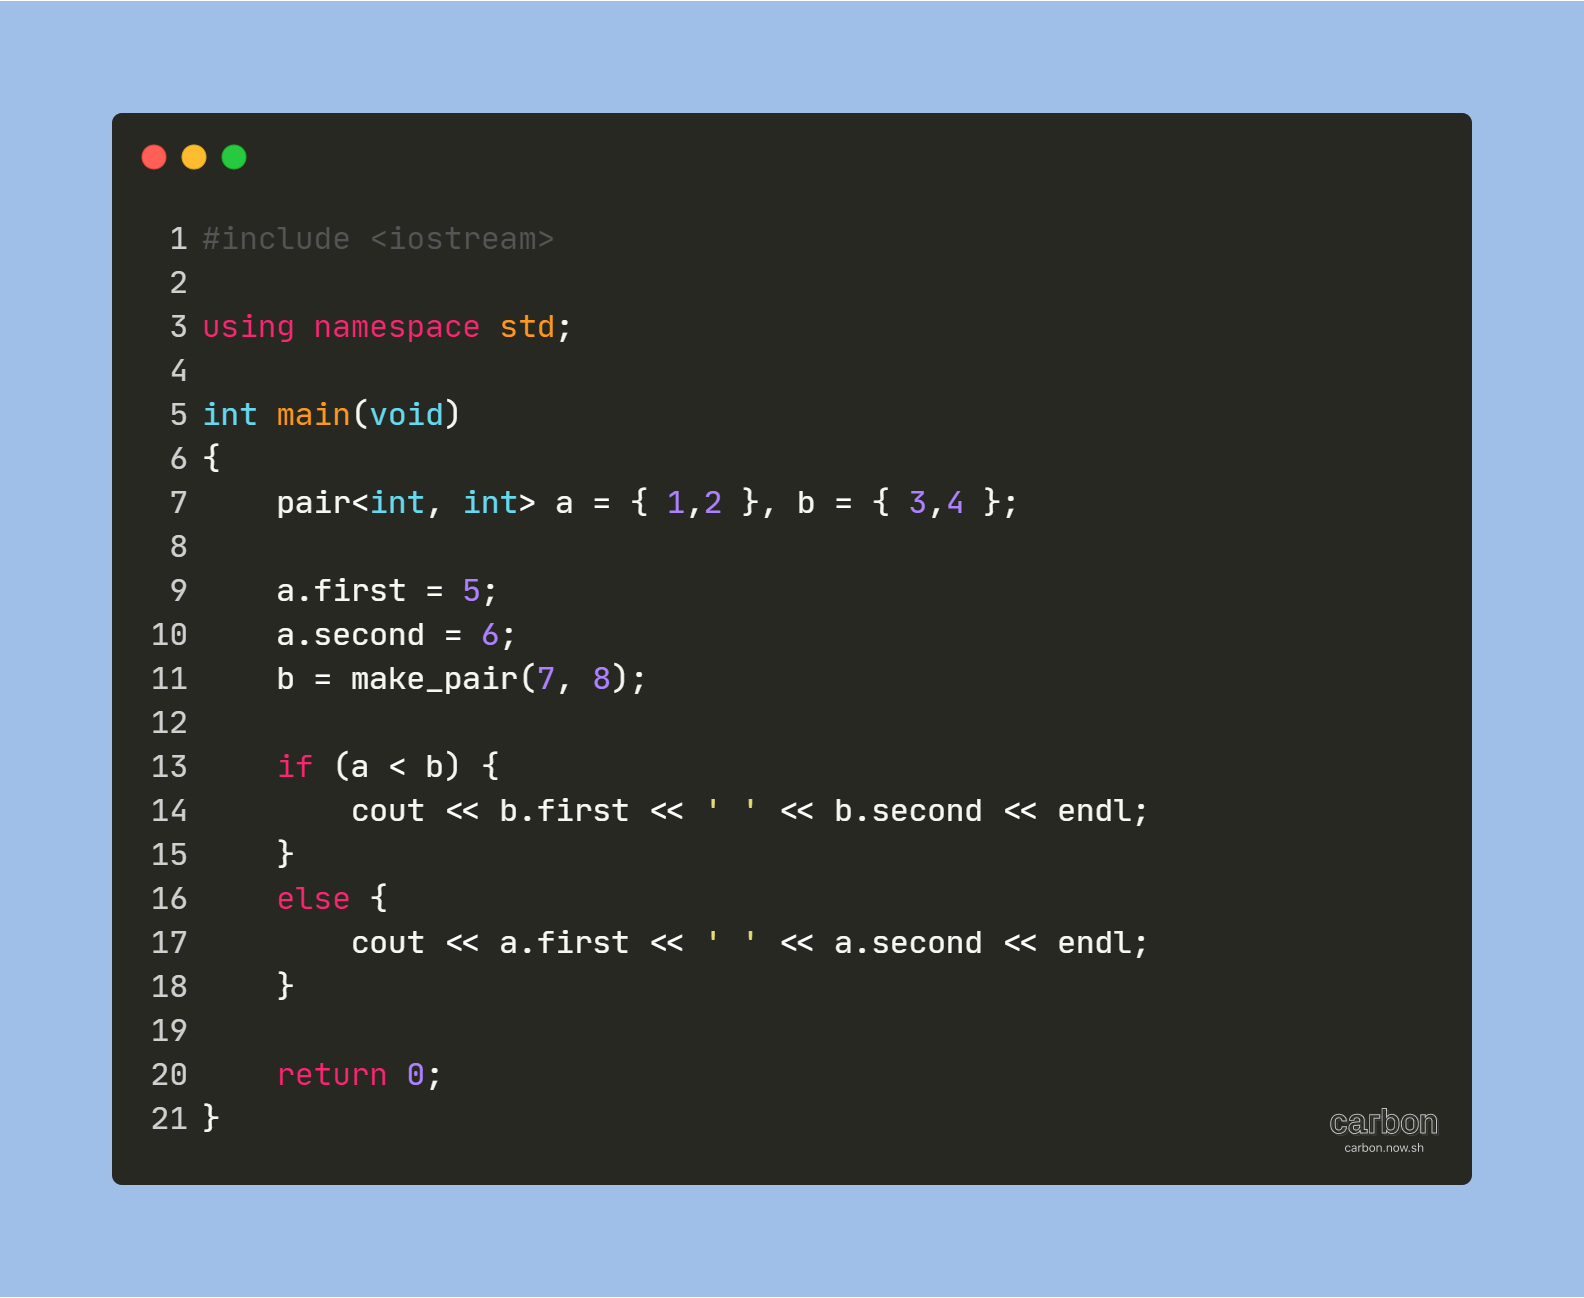 1 #include <iostream>
2
3 using namespace std;
4
5 int main(void)
6 {
7     pair<int, int> a = { 1,2 }, b = { 3,4 };
8
9     a.first = 5;
10     a.second = 6;
11     b = make_pair(7, 8);
12
13     if (a < b) {
14         cout << b.first << ' ' << b.second << endl;
15     }
16     else {
17         cout << a.first << ' ' << a.second << endl;
18     }
19
20     return 0;
21 }
carbon
carbon.now.sh